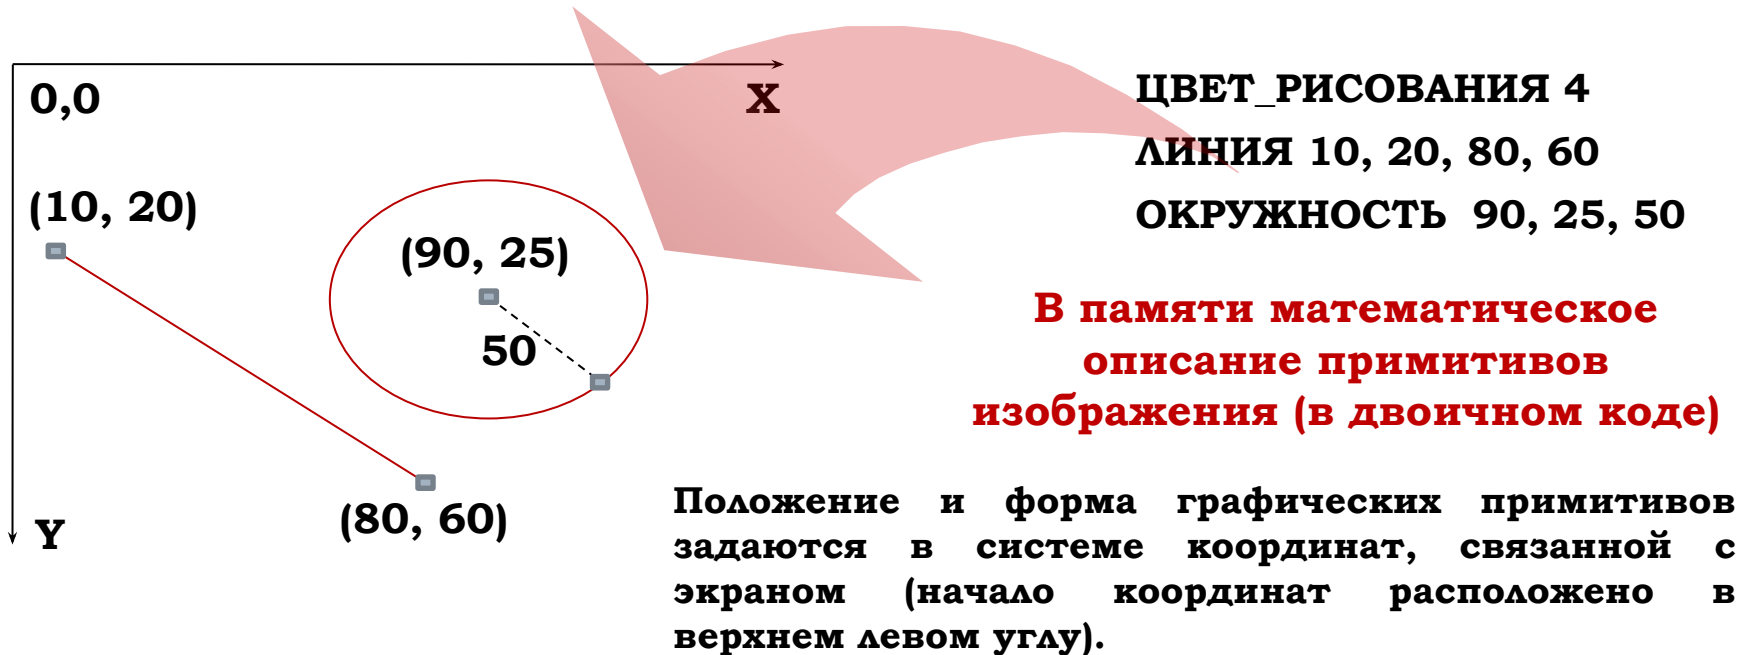 0,0
X
(10, 20)
(90, 25)
50
(80, 60)
Y
ЦВЕТ_РИСОВАНИЯ 4
ЛИНИЯ 10, 20, 80, 60
ОКРУЖНОСТЬ 90, 25, 50
В памяти математическое
описание примитивов
изображения (в двоичном коде)
Положение и форма графических примитивов
задаются в системе координат, связанной с
экраном (начало координат расположено в
верхнем левом углу).